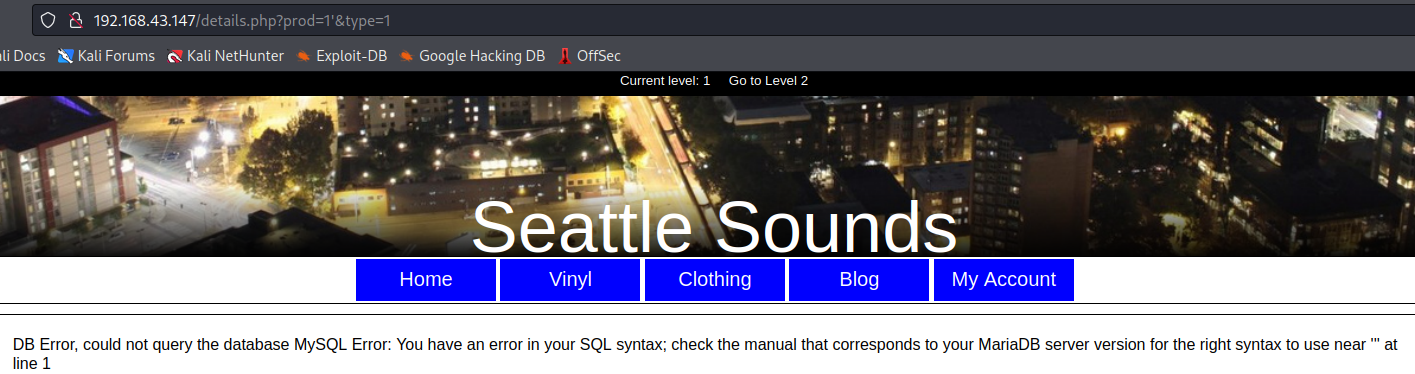 192.168.43.147/details.php?prod=1'&type=1
ali Docs Kali Forums Kali NetHunter Exploit-DB Google Hacking DB OffSec
Current level: 1 Go to Level 2
Seattle Sounds
Home Vinyl Clothing Blog My Account
DB Error, could not query the database MySQL Error: You have an error in your SQL syntax; check the manual that corresponds to your MariaDB server version for the right syntax to use near ''' at
line 1